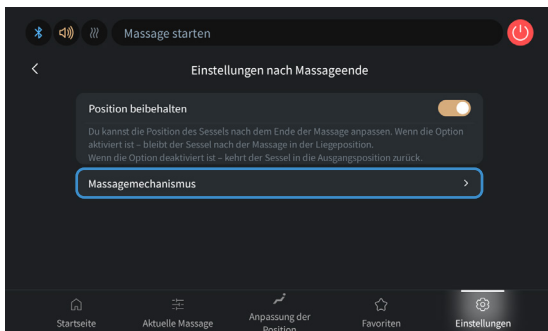 Massage starten
Einstellungen nach Massageende
Position beibehalten
Du kannst die Position des Sessels nach dem Ende der Massage anpassen. Wenn die Option
aktiviert ist – bleibt der Sessel nach der Massage in der Liegeposition.
Wenn die Option deaktiviert ist – kehrt der Sessel in die Ausgangsposition zurück.
Massagemechanismus
Startseite
Aktuelle Massage
Anpassung der
Position
Favoriten
Einstellungen